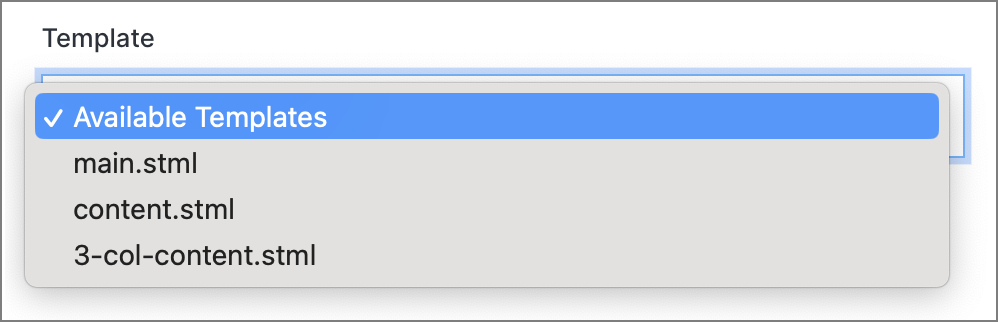 Template
✓ Available Templates
main.stml
content.stml
3-col-content.stml